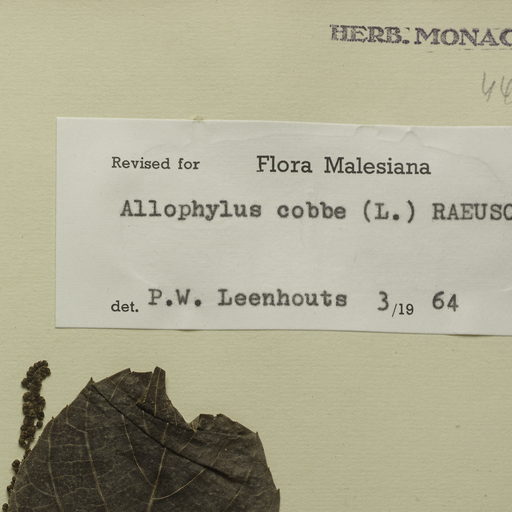 HERB. MONAC
Revised for Flora Malesiana
Allophylus cobbe (L.) RAEUSC
det. P.W. Leenhouts 3/19 64